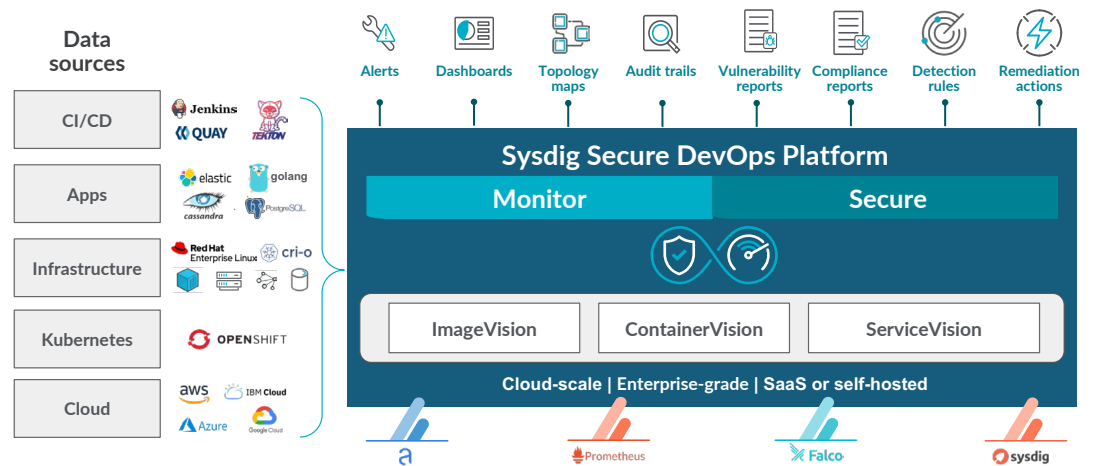 Data
sources
Alerts
Dashboards
Topology
maps
Audit trails
Vulnerability
reports
Compliance
reports
Detection
rules
Remediation
actions
CI/CD
Jenkins
QUAY
TEKTON
Apps
elastic
golang
cassandra
PostgreSQL
Infrastructure
Red Hat
Enterprise Linux
cri-o
Kubernetes
OPENSHIFT
Cloud
aws
IBM Cloud
Azure
Google Cloud
Sysdig Secure DevOps Platform
Monitor
Secure
ImageVision
ContainerVision
ServiceVision
Cloud-scale | Enterprise-grade | SaaS or self-hosted
a
Prometheus
Falco
sysdig